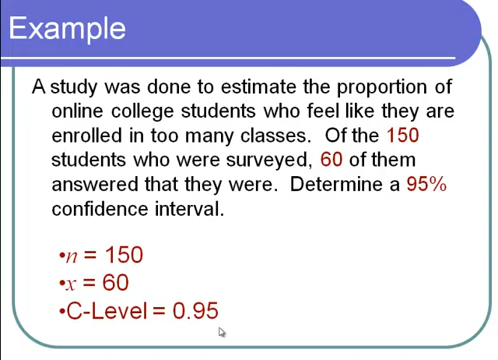 Example
A study was done to estimate the proportion of
online college students who feel like they are
enrolled in too many classes. Of the 150
students who were surveyed, 60 of them
answered that they were. Determine a 95%
confidence interval.
•n = 150
•x = 60
•C-Level = 0.95